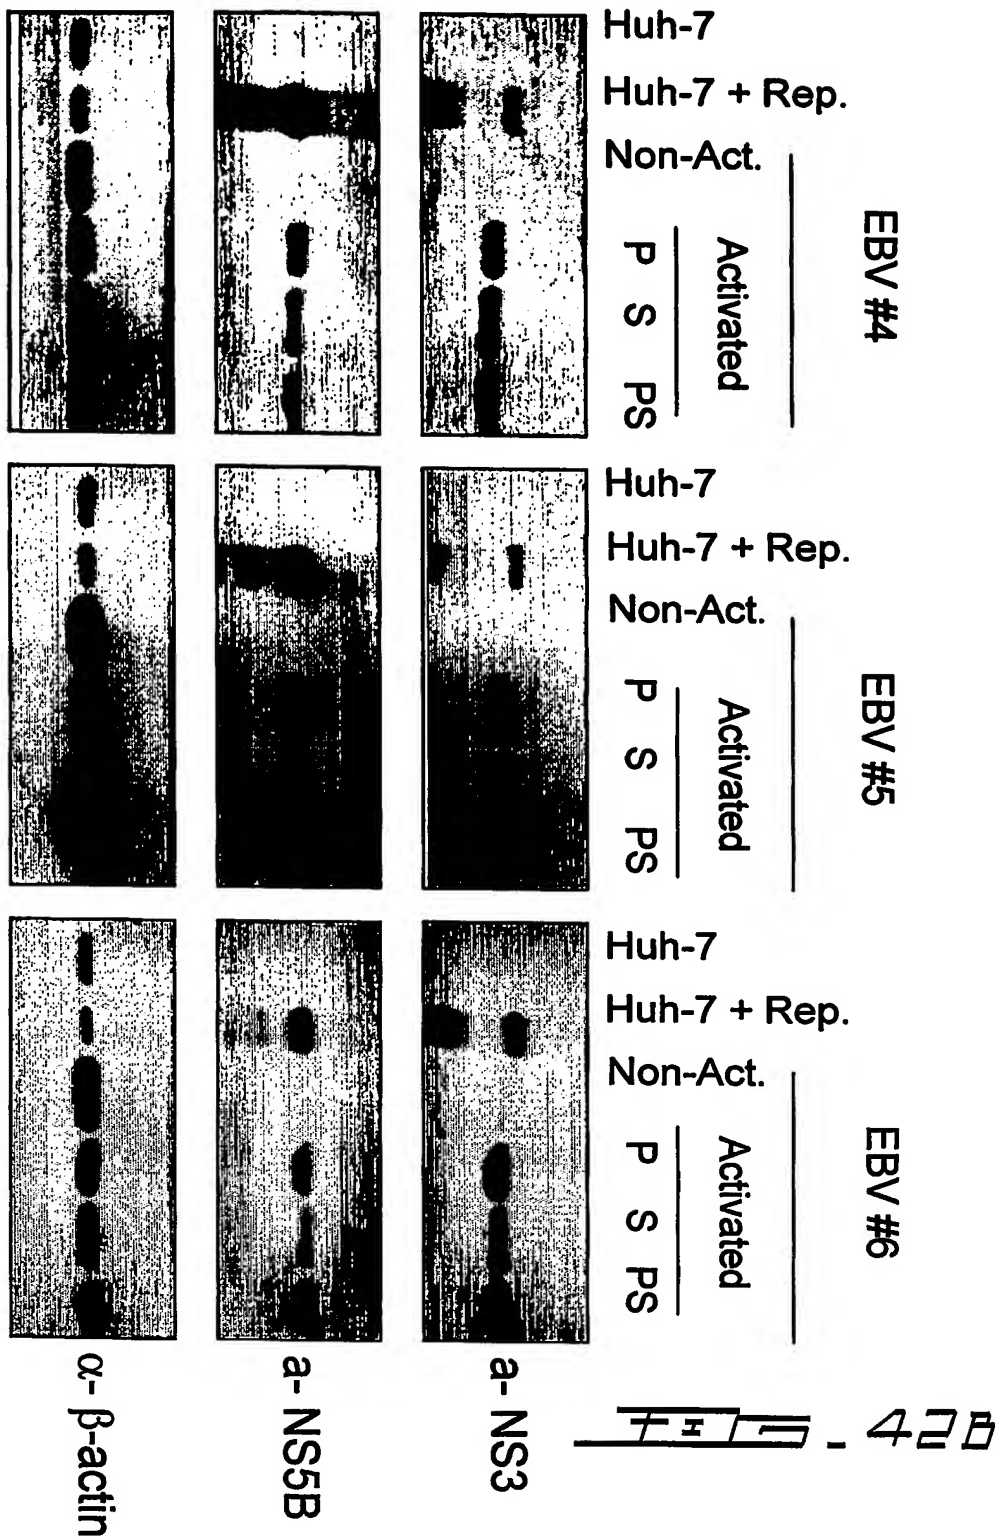 EBV #4
Activated
Huh-7
Huh-7 + Rep.
Non-Act.
P
S
PS
EBV #5
Activated
Huh-7
Huh-7 + Rep.
Non-Act.
P
S
PS
EBV #6
Activated
Huh-7
Huh-7 + Rep.
Non-Act.
P
S
PS
a- NS3
a- NS5B
α- β-actin
FIG. 42B